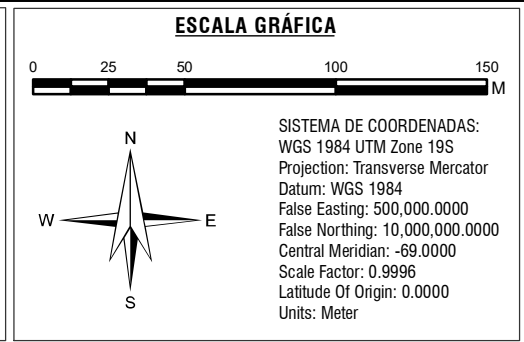 ESCALA GRÁFICA
0 25 50 100 150
M
N
W E
S
SISTEMA DE COORDENADAS:
WGS 1984 UTM Zone 19S
Projection: Transverse Mercator
Datum: WGS 1984
False Easting: 500,000.0000
False Northing: 10,000,000.0000
Central Meridian: -69.0000
Scale Factor: 0.9996
Latitude Of Origin: 0.0000
Units: Meter